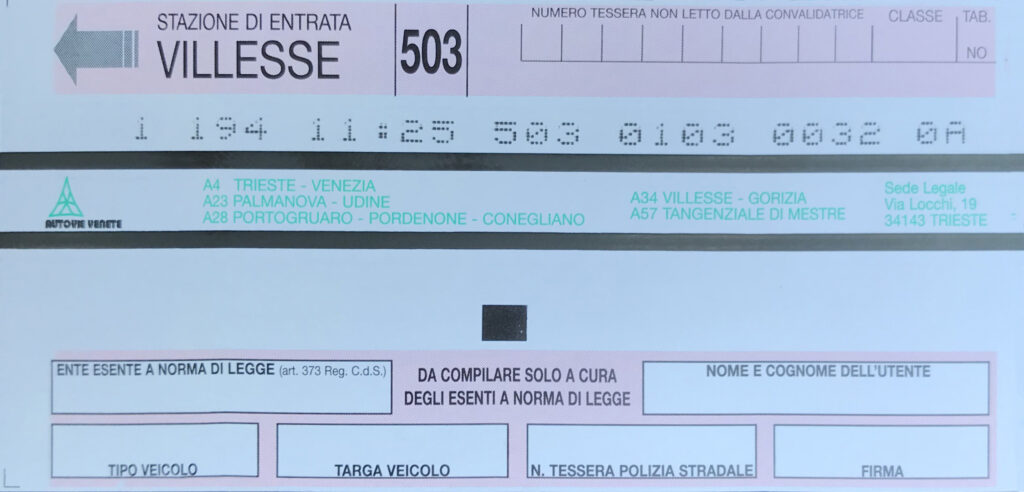 STAZIONE DI ENTRATA
VILLESSE
503
NUMERO TESSERA NON LETTO DALLA CONVALIDATRICE CLASSE TAB.
NO
1 194 11:25 503 0103 0032 0A
AUTOVIE VENETE
A4 TRIESTE - VENEZIA
A23 PALMANOVA - UDINE
A28 PORTOGRUARO - PORDENONE - CONEGLIANO
A34 VILLESSE - GORIZIA
A57 TANGENZIALE DI MESTRE
Sede Legale
Via Locchi, 19
34143 TRIESTE
ENTE ESENTE A NORMA DI LEGGE (art. 373 Reg. C.d.S.)
DA COMPILARE SOLO A CURA
DEGLI ESENTI A NORMA DI LEGGE
NOME E COGNOME DELL'UTENTE
TIPO VEICOLO
TARGA VEICOLO
N. TESSERA POLIZIA STRADALE
FIRMA